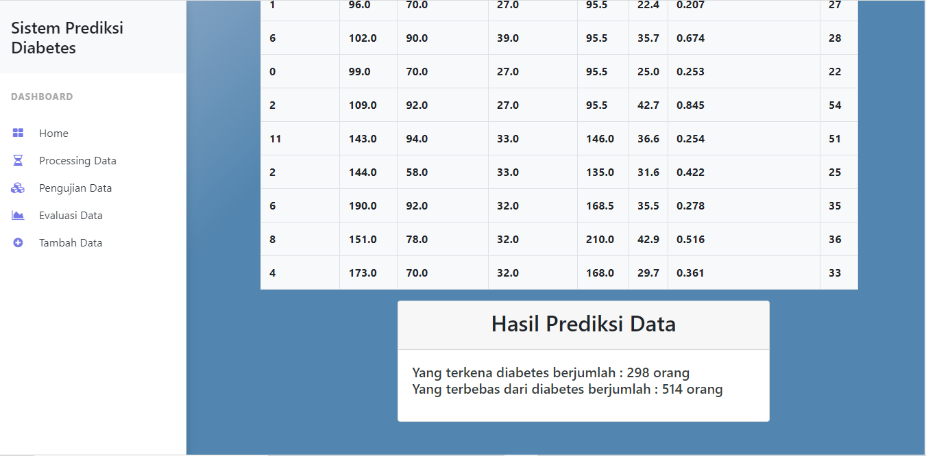 Sistem Prediksi
Diabetes
DASHBOARD
Home
Processing Data
Pengujian Data
Evaluasi Data
Tambah Data
1 96.0 70.0 27.0 95.5 22.4 0.207 27
6 102.0 90.0 39.0 95.5 35.7 0.674 28
0 99.0 70.0 27.0 95.5 25.0 0.253 22
2 109.0 92.0 27.0 95.5 42.7 0.845 54
11 143.0 94.0 33.0 146.0 36.6 0.254 51
2 144.0 58.0 33.0 135.0 31.6 0.422 25
6 190.0 92.0 32.0 168.5 35.5 0.278 35
8 151.0 78.0 32.0 210.0 42.9 0.516 36
4 173.0 70.0 32.0 168.0 29.7 0.361 33
Hasil Prediksi Data
Yang terkena diabetes berjumlah : 298 orang
Yang terbebas dari diabetes berjumlah : 514 orang